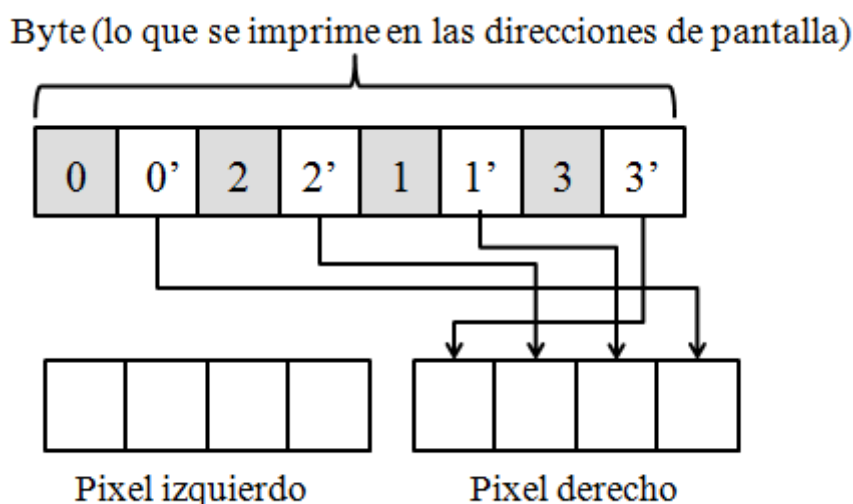 Byte (lo que se imprime en las direcciones de pantalla)
0 0’ 2 2’ 1 1’ 3 3’
Pixel izquierdo Pixel derecho